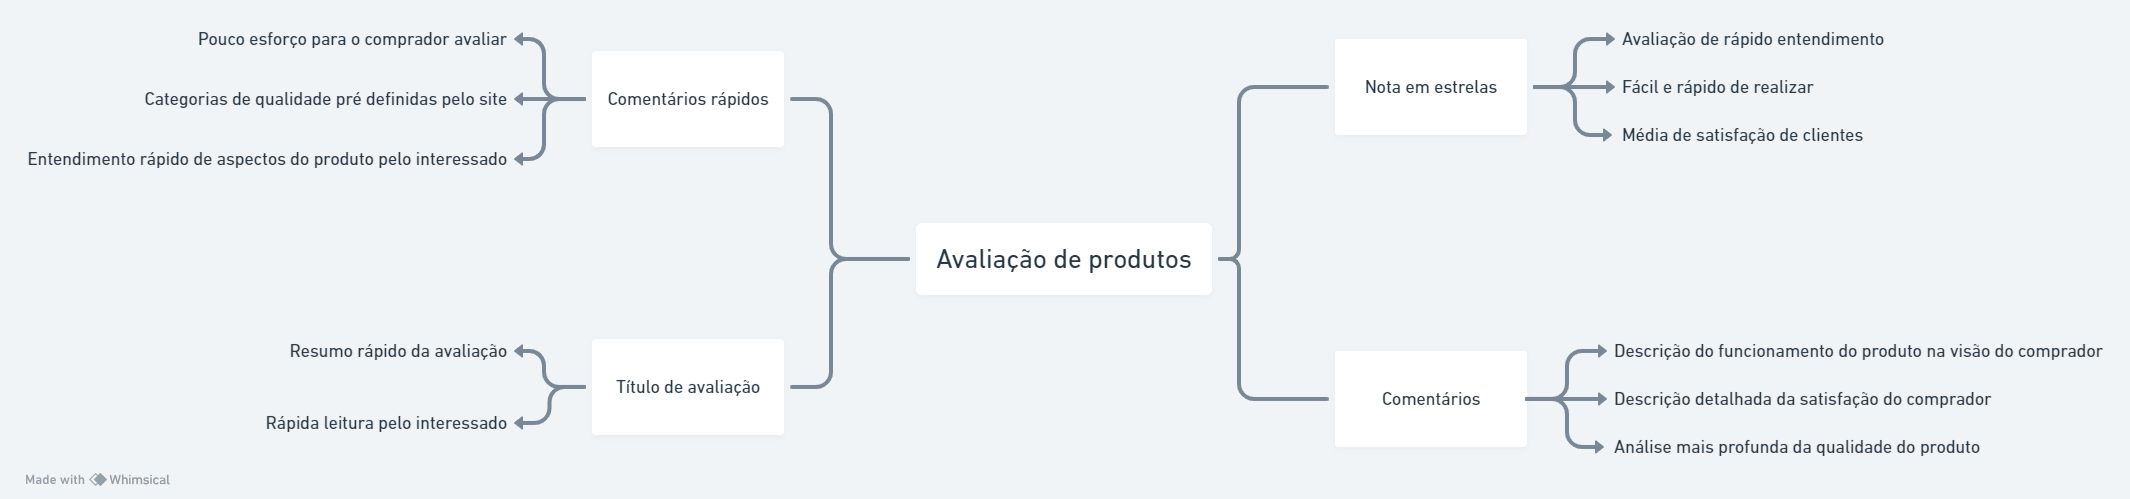 Pouco esforço para o comprador avaliar
Categorias de qualidade pré definidas pelo site
Entendimento rápido de aspectos do produto pelo interessado
Comentários rápidos
Resumo rápido da avaliação
Rápida leitura pelo interessado
Título de avaliação
Avaliação de produtos
Nota em estrelas
Avaliação de rápido entendimento
Fácil e rápido de realizar
Média de satisfação de clientes
Comentários
Descrição do funcionamento do produto na visão do comprador
Descrição detalhada da satisfação do comprador
Análise mais profunda da qualidade do produto
Made with Whimsical